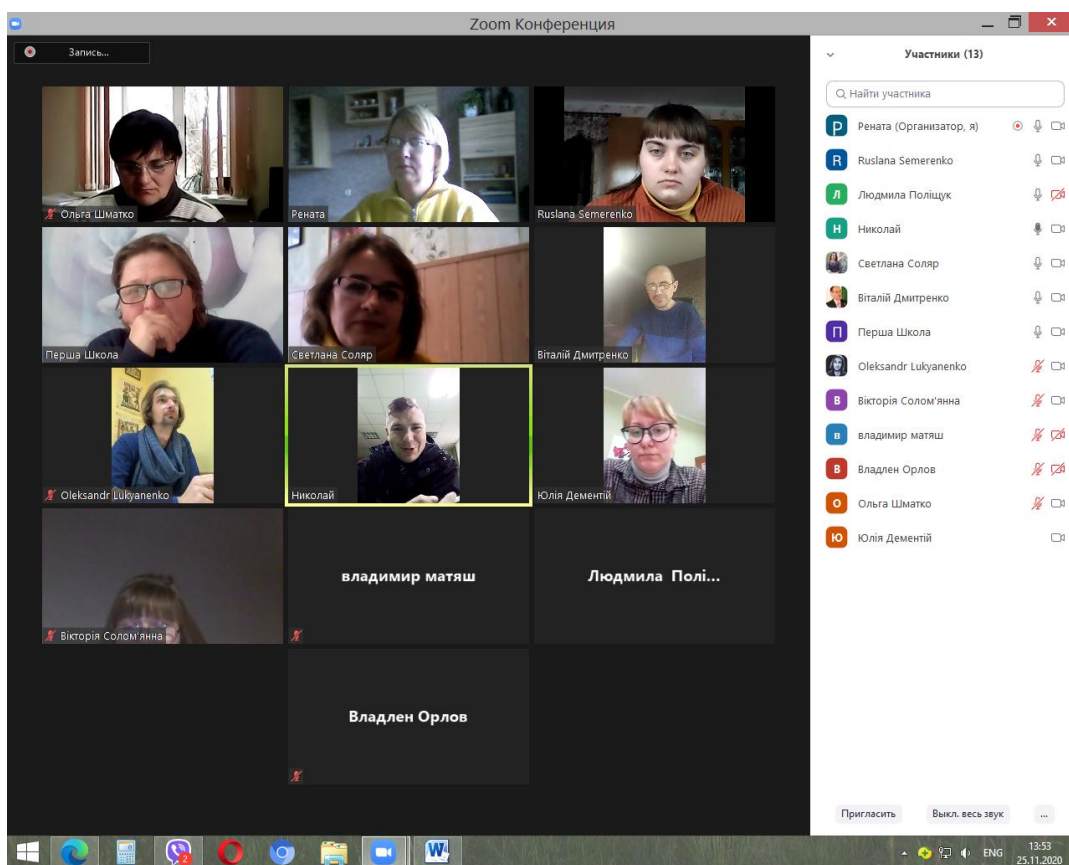 Zoom Конференция
Запись...
Ольга Шматко
Рената
Ruslana Semerenko
Перша Школа
Светлана Соляр
Віталій Дмитренко
Oleksandr Lukyanenko
Николай
Юлія Дементій
Вікторія Солом'янна
владимир матяш
Людмила Полі...
Владлен Орлов
Участники (13)
Найти участника
Р Рената (Организатор, я)
R Ruslana Semerenko
Л Людмила Поліщук
Н Николай
Светлана Соляр
Віталій Дмитренко
П Перша Школа
Oleksandr Lukyanenko
В Вікторія Солом'янна
в владимир матяш
В Владлен Орлов
О Ольга Шматко
Ю Юлія Дементій
Пригласить Выкл. весь звук ...
2
W
ENG
13:53
25.11.2020